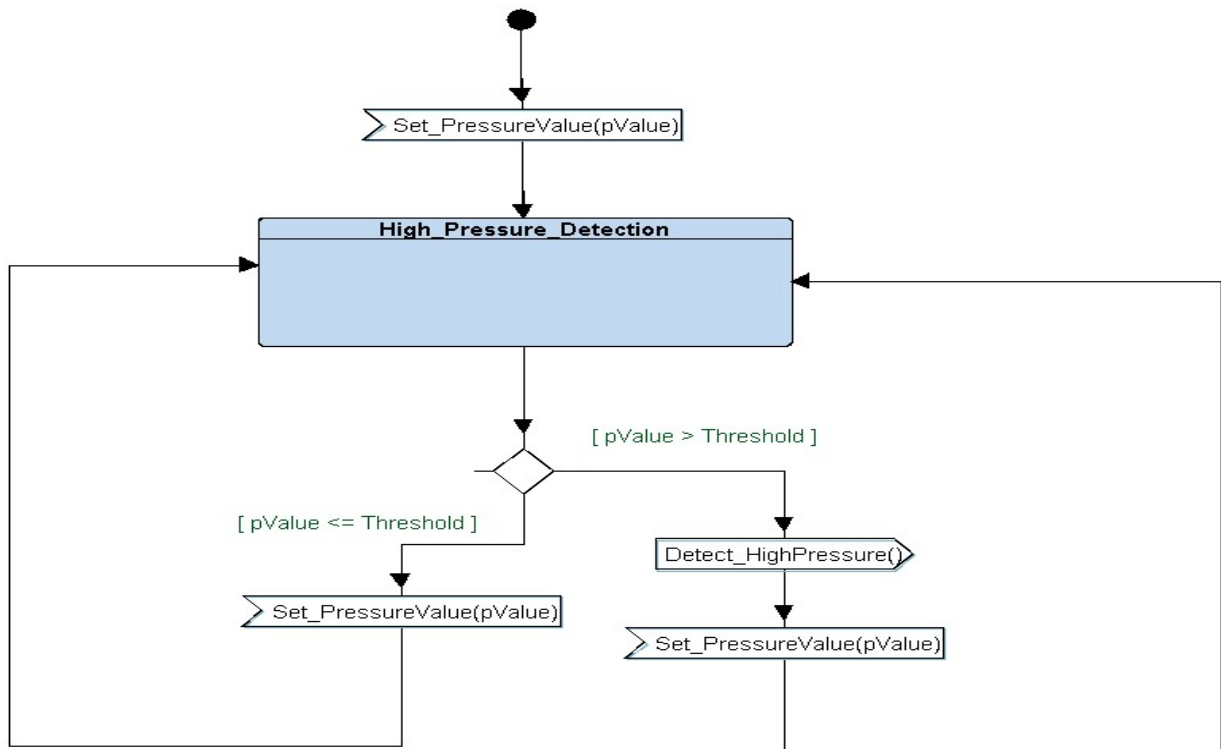 Set_PressureValue(pValue)
High_Pressure_Detection
[ pValue > Threshold ]
[ pValue <= Threshold ]
Detect_HighPressure()
Set_PressureValue(pValue)
Set_PressureValue(pValue)